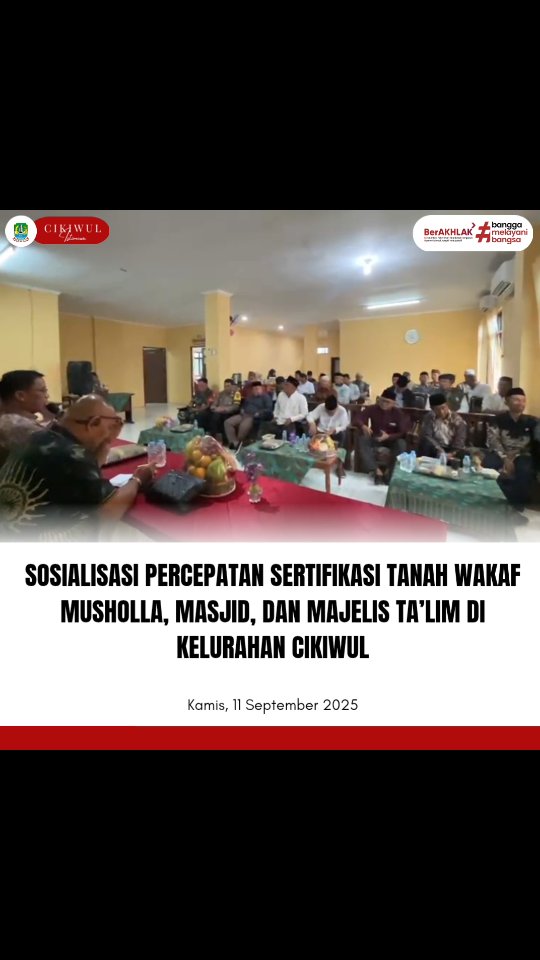 CIKIWUL
BerAKHLAK
#bangga
melayani
bangsa
SOSIALISASI PERCEPATAN SERTIFIKASI TANAH WAKAF
MUSHOLLA, MASJID, DAN MAJELIS TA'LIM DI
KELURAHAN CIKIWUL
Kamis, 11 September 2025